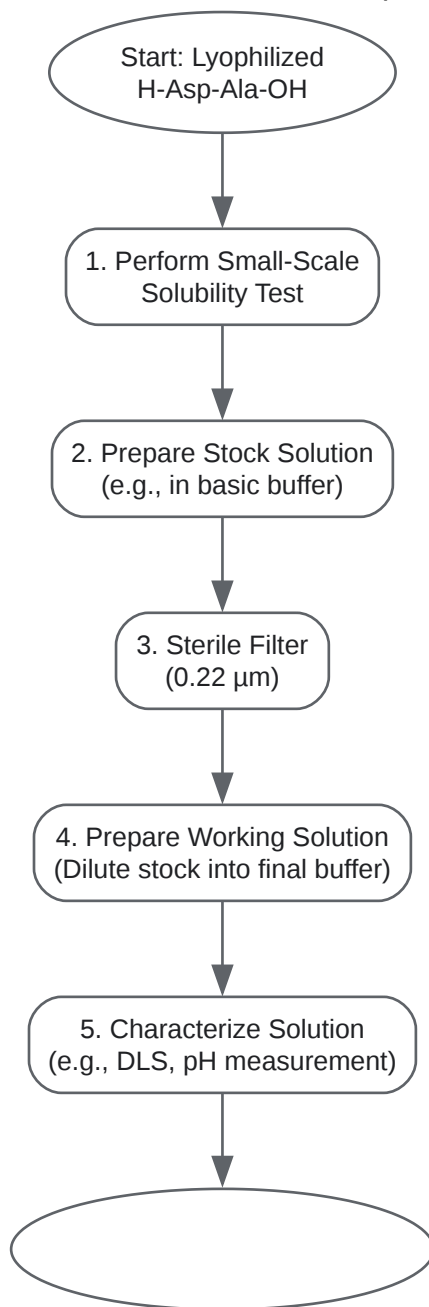 Start: Lyophilized
H-Asp-Ala-OH
1. Perform Small-Scale
Solubility Test
2. Prepare Stock Solution
(e.g., in basic buffer)
3. Sterile Filter
(0.22 µm)
4. Prepare Working Solution
(Dilute stock into final buffer)
5. Characterize Solution
(e.g., DLS, pH measurement)